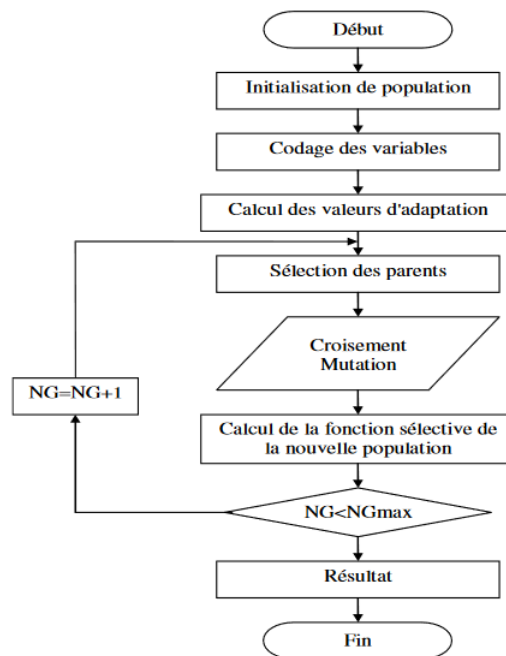 Début
Initialisation de population
Codage des variables
Calcul des valeurs d'adaptation
Sélection des parents
Croisement
Mutation
NG=NG+1
Calcul de la fonction sélective de
la nouvelle population
NG<NGmax
Résultat
Fin